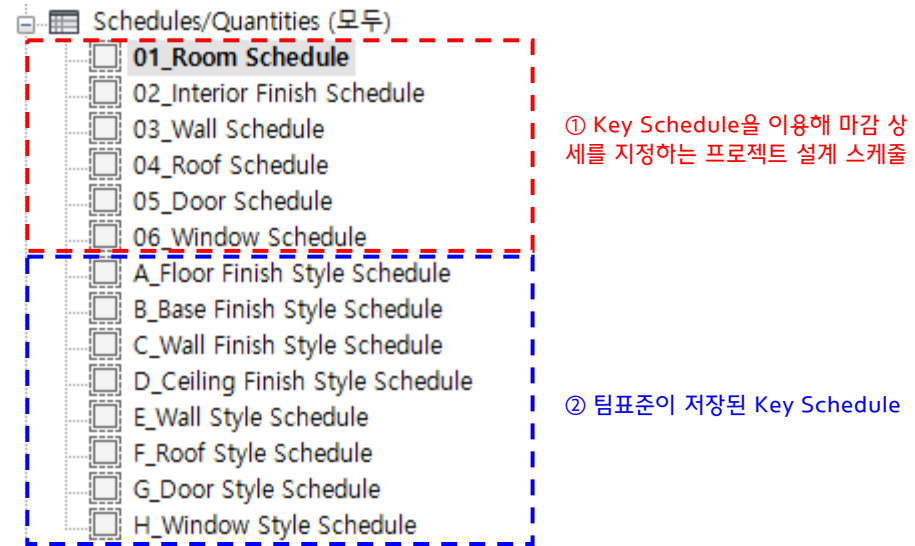 Schedules/Quantities (모두)
01_Room Schedule
02_Interior Finish Schedule
03_Wall Schedule
04_Roof Schedule
05_Door Schedule
06_Window Schedule
① Key Schedule을 이용해 마감 상
세를 지정하는 프로젝트 설계 스케줄
A_Floor Finish Style Schedule
B_Base Finish Style Schedule
C_Wall Finish Style Schedule
D_Ceiling Finish Style Schedule
E_Wall Style Schedule
F_Roof Style Schedule
G_Door Style Schedule
H_Window Style Schedule
② 팀표준이 저장된 Key Schedule